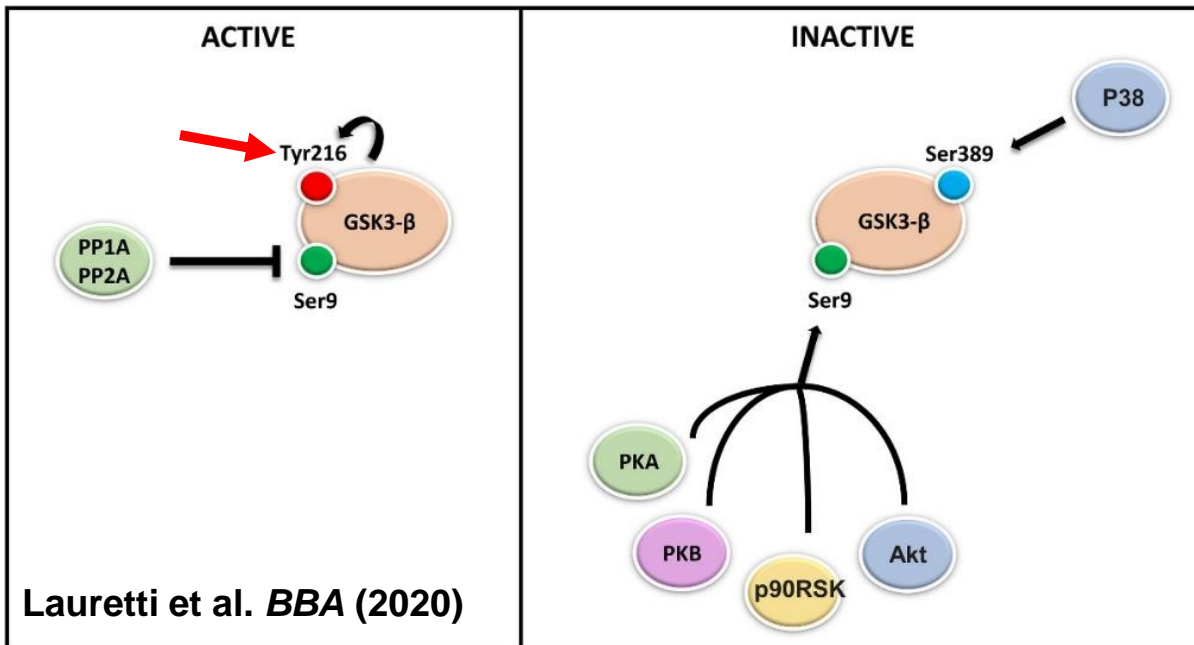 ACTIVE
Tyr216
GSK3-β
PP1A
PP2A
Ser9
Lauretti et al. BBA (2020)
INACTIVE
P38
Ser389
GSK3-β
Ser9
PKA
PKB
p90RSK
Akt